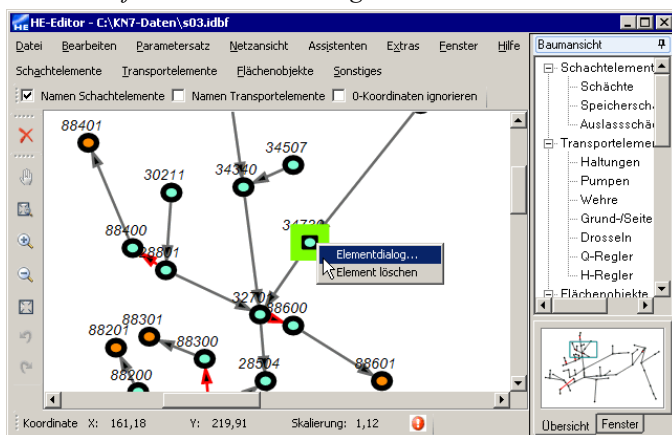 HE-Editor - C:\KN7-Daten\s03.idbf
Datei Bearbeiten Parametersatz Netzansicht Assistenten Extras Fenster Hilfe
Schachtelemente Transportelemente Flächenobjekte Sonstiges
Namen Schachtelemente Namen Transportelemente 0-Koordinaten ignorieren
Baumansicht
Schachtelement
Schächte
Speichersch
Auslassschä
Transportelemer
Haltungen
Pumpen
Wehre
Grund-/Seite
Drosseln
Q-Regler
H-Regler
Flächenobjekte
88401
34507
30211
34340
88400
Elementdialog...
Element löschen
88600
88301
88201
88300
28504
88601
88200
Übersicht Fenster
Koordinate X: 161,18 Y: 219,91 Skalierung: 1,12